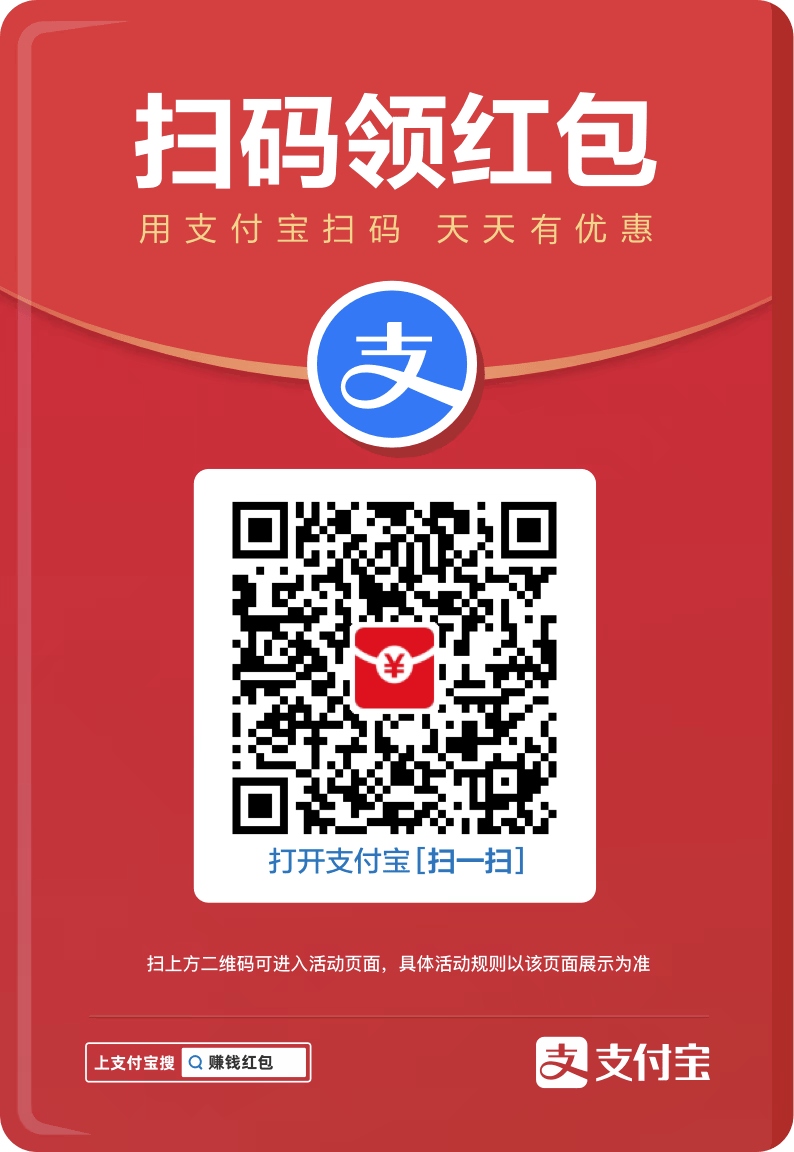 扫码领红包
用支付宝扫码 天天有优惠
支
¥
打开支付宝[扫一扫]
扫上方二维码可进入活动页面，具体活动规则以该页面展示为准
上支付宝搜 赚钱红包
支 支付宝